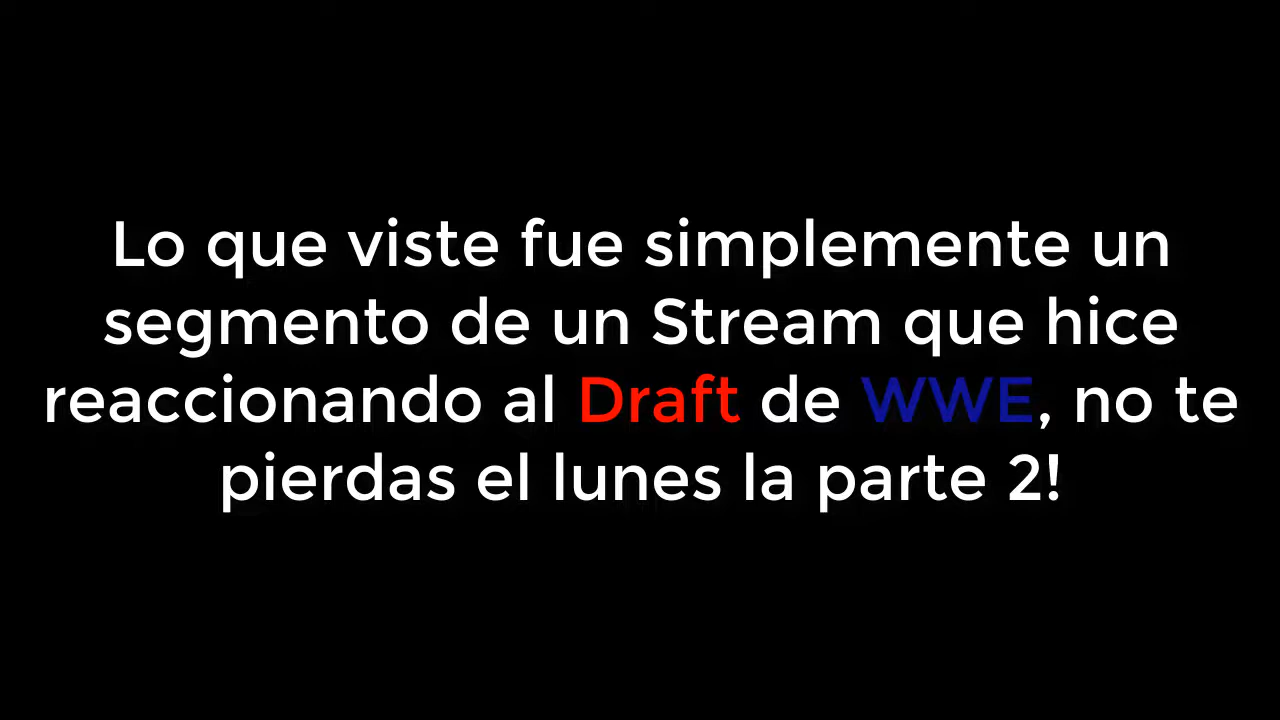 Lo que viste fue simplemente un
segmento de un Stream que hice
reaccionando al Draft de WWE, no te
pierdas el lunes la parte 2!